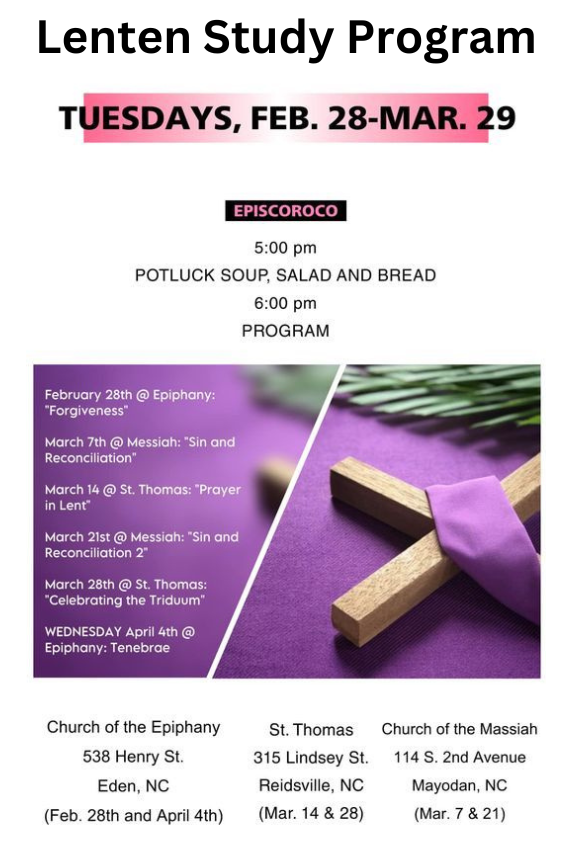 Lenten Study Program
TUESDAYS, FEB. 28-MAR. 29
EPISCOROCO
5:00 pm
POTLUCK SOUP, SALAD AND BREAD
6:00 pm
PROGRAM
February 28th @ Epiphany:
"Forgiveness"
March 7th @ Messiah: "Sin and
Reconciliation"
March 14 @ St. Thomas: "Prayer
in Lent"
March 21st @ Messiah: "Sin and
Reconciliation 2"
March 28th @ St. Thomas:
"Celebrating the Triduum"
WEDNESDAY April 4th @
Epiphany: Tenebrae
Church of the Epiphany
538 Henry St.
Eden, NC
(Feb. 28th and April 4th)
St. Thomas
315 Lindsey St.
Reidsville, NC
(Mar. 14 & 28)
Church of the Massiah
114 S. 2nd Avenue
Mayodan, NC
(Mar. 7 & 21)